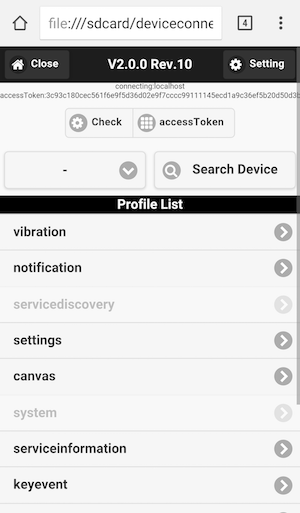 file:///sdcard/deviceconne
4
Close
V2.0.0 Rev.10
Setting
connecting:localhost
accessToken:3c93c180cec561f6e9f5d36d02e9f7cccc99111145ecd1a9c36ef5b20d50d3b
Check
accessToken
-
Search Device
Profile List
vibration
notification
servicediscovery
settings
canvas
system
serviceinformation
keyevent